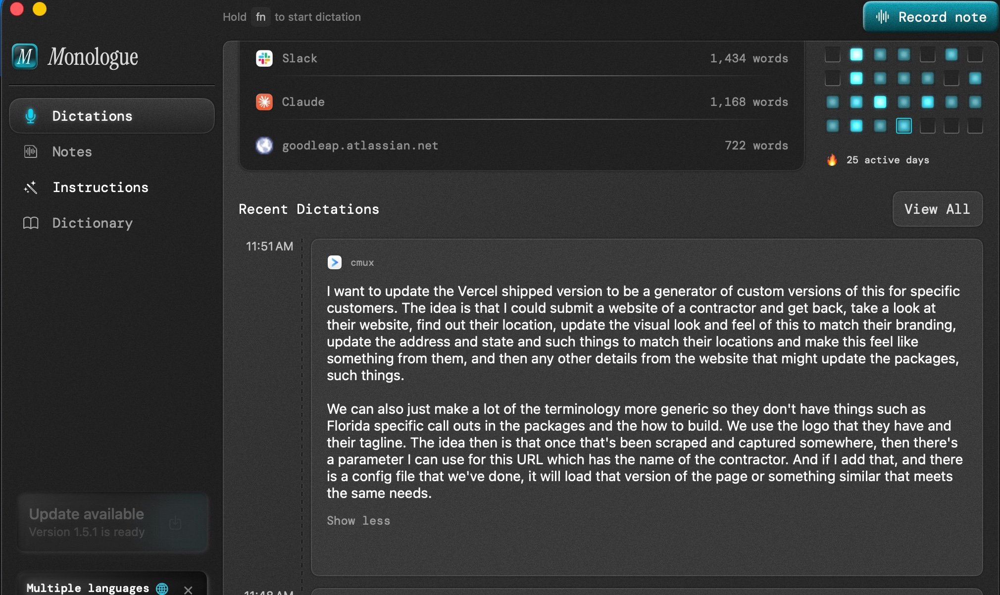 Hold fn to start dictation
Record note
M Monologue
Dictations
Notes
Instructions
Dictionary
Update available
Version 1.5.1 is ready
Multiple languages
Slack 1,434 words
Claude 1,168 words
goodleap.atlassian.net 722 words
25 active days
Recent Dictations
View All
11:51 AM
cmux
I want to update the Vercel shipped version to be a generator of custom versions of this for specific
customers. The idea is that I could submit a website of a contractor and get back, take a look at
their website, find out their location, update the visual look and feel of this to match their branding,
update the address and state and such things to match their locations and make this feel like
something from them, and then any other details from the website that might update the packages,
such things.
We can also just make a lot of the terminology more generic so they don't have things such as
Florida specific call outs in the packages and the how to build. We use the logo that they have and
their tagline. The idea then is that once that's been scraped and captured somewhere, then there's
a parameter I can use for this URL which has the name of the contractor. And if I add that, and there
is a config file that we've done, it will load that version of the page or something similar that meets
the same needs.
Show less
11:48 AM